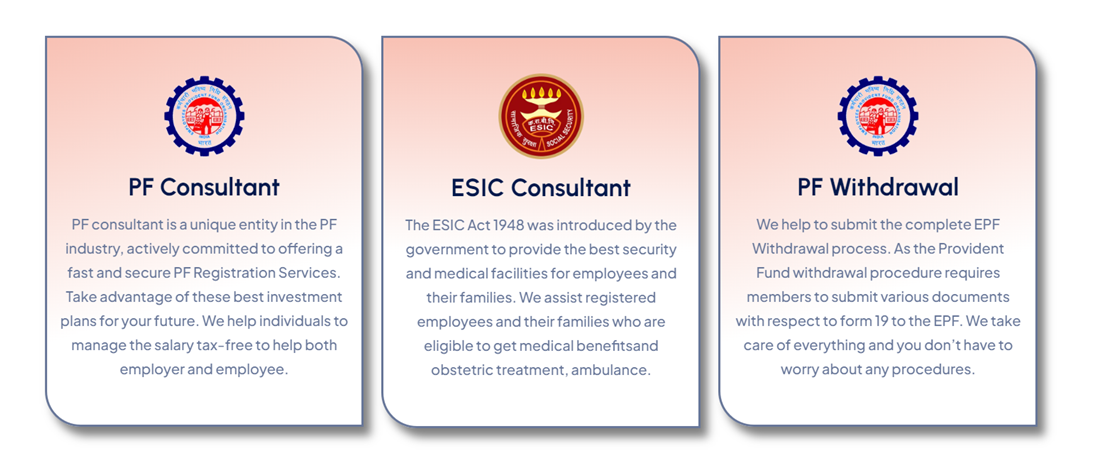 PF Consultant
PF consultant is a unique entity in the PF
industry, actively committed to offering a
fast and secure PF Registration Services.
Take advantage of these best investment
plans for your future. We help individuals to
manage the salary tax-free to help both
employer and employee.
क.रा.बी.नि
ESIC
सामाजिक सुरक्षा
SOCIAL SECURITY
ESIC Consultant
The ESIC Act 1948 was introduced by the
government to provide the best security
and medical facilities for employees and
their families. We assist registered
employees and their families who are
eligible to get medical benefitsand
obstetric treatment, ambulance.
PF Withdrawal
We help to submit the complete EPF
Withdrawal process. As the Provident
Fund withdrawal procedure requires
members to submit various documents
with respect to form 19 to the EPF. We take
care of everything and you don't have to
worry about any procedures.